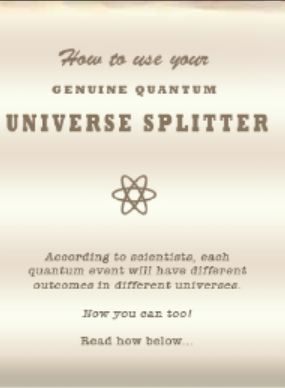 How to use your
GENUINE QUANTUM
UNIVERSE SPLITTER
According to scientists, each
quantum event will have different
outcomes in different universes.
Now you can too!
Read how below...